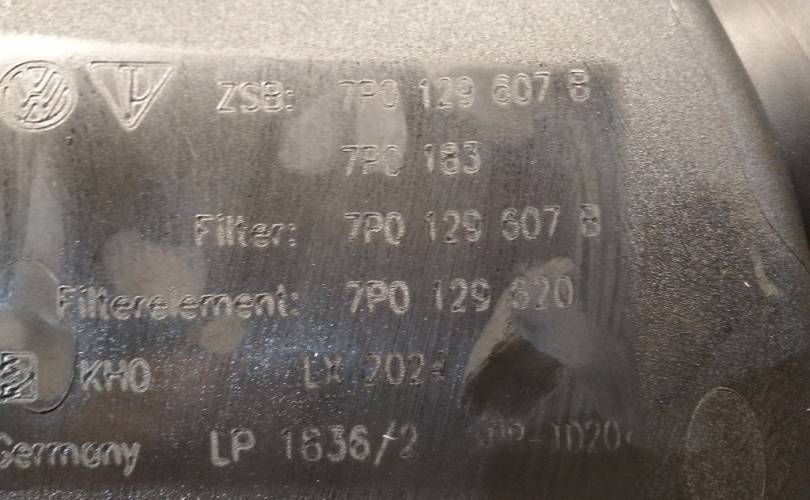 ZSB: 7P0 129 607 B
7P0 183
Filter: 7P0 129 607 B
Filterelement: 7P0 129 620
KHO LX
Germany LP 1636/2